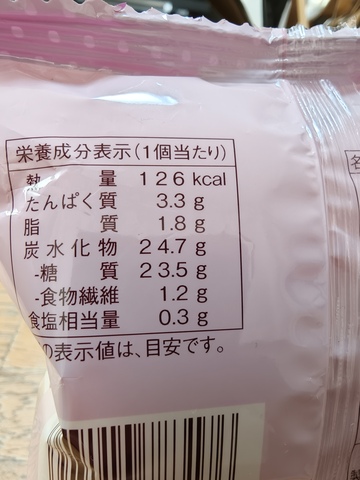 栄養成分表示(1個当たり)
熱量 126kcal
たんぱく質 3.3g
脂質 1.8g
炭水化物 24.7g
-糖質 23.5g
-食物繊維 1.2g
食塩相当量 0.3g
の表示値は、目安です。
名